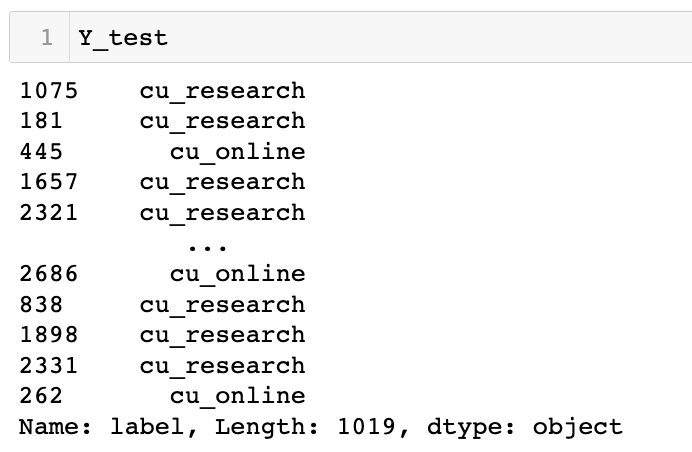 1 Y_test
1075 cu_research
181 cu_research
445 cu_online
1657 cu_research
2321 cu_research
...
2686 cu_online
838 cu_research
1898 cu_research
2331 cu_research
262 cu_online
Name: label, Length: 1019, dtype: object